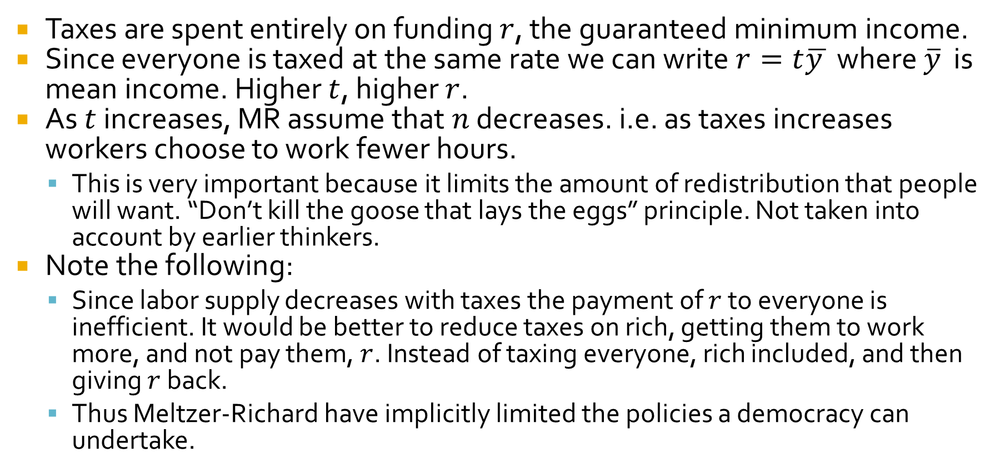 ▪ Taxes are spent entirely on funding r, the guaranteed minimum income.
▪ Since everyone is taxed at the same rate we can write r = tȳ where ȳ is
mean income. Higher t, higher r.
▪ As t increases, MR assume that n decreases. i.e. as taxes increases
workers choose to work fewer hours.
▪ This is very important because it limits the amount of redistribution that people
will want. “Don’t kill the goose that lays the eggs” principle. Not taken into
account by earlier thinkers.
▪ Note the following:
▪ Since labor supply decreases with taxes the payment of r to everyone is
inefficient. It would be better to reduce taxes on rich, getting them to work
more, and not pay them, r. Instead of taxing everyone, rich included, and then
giving r back.
▪ Thus Meltzer-Richard have implicitly limited the policies a democracy can
undertake.